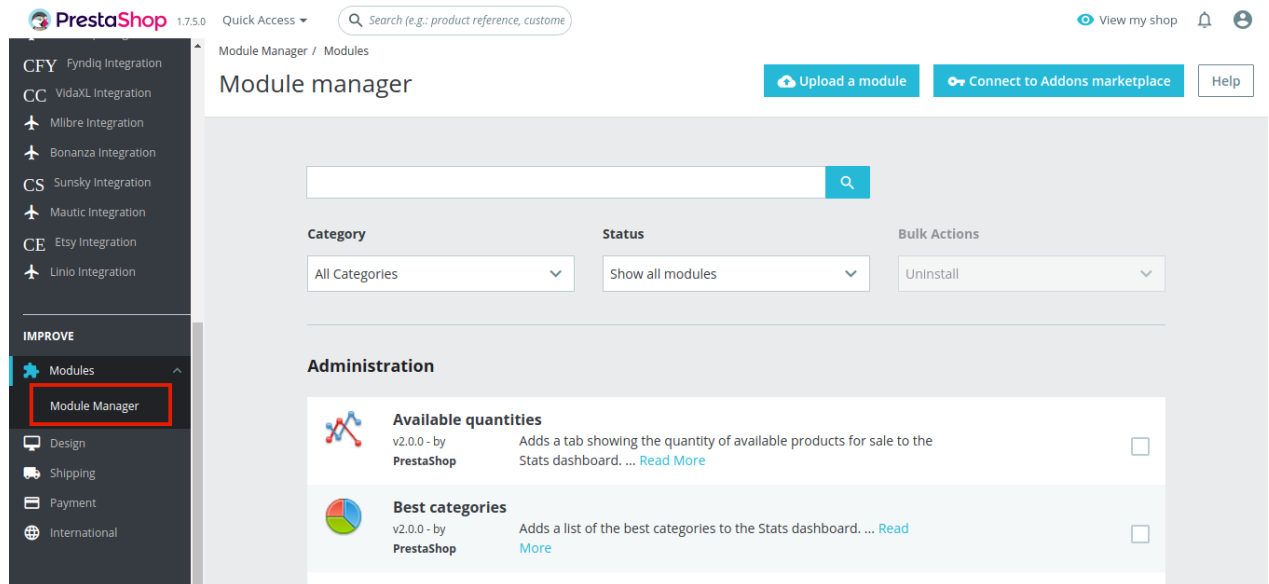 PrestaShop 1.7.5.0 Quick Access Search (e.g.: product reference, custome View my shop
CFY Fyndiq Integration
CC VidaXL Integration
Mlibre Integration
Bonanza Integration
CS Sunsky Integration
Mautic Integration
CE Etsy Integration
Linio Integration
IMPROVE
Modules
Module Manager
Design
Shipping
Payment
International
Module Manager / Modules
Module manager
Upload a module Connect to Addons marketplace Help
Category Status Bulk Actions
All Categories Show all modules Uninstall
Administration
Available quantities
v2.0.0 - by
PrestaShop
Adds a tab showing the quantity of available products for sale to the
Stats dashboard. ... Read More
Best categories
v2.0.0 - by
PrestaShop
Adds a list of the best categories to the Stats dashboard. ... Read
More